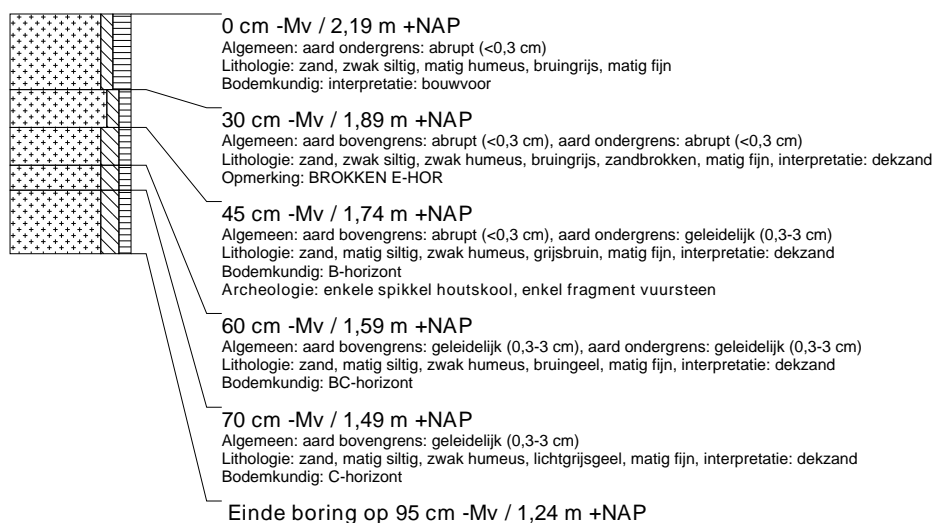 0 cm -Mv / 2,19 m +NAP
Algemeen: aard ondergrens: abrupt (<0,3 cm)
Lithologie: zand, zwak siltig, matig humeus, bruingrijs, matig fijn
Bodemkundig: interpretatie: bouwvoor
30 cm -Mv / 1,89 m +NAP
Algemeen: aard bovengrens: abrupt (<0,3 cm), aard ondergrens: abrupt (<0,3 cm)
Lithologie: zand, zwak siltig, zwak humeus, bruingrijs, zandbrokken, matig fijn, interpretatie: dekzand
Opmerking: BROKKEN E-HOR
45 cm -Mv / 1,74 m +NAP
Algemeen: aard bovengrens: abrupt (<0,3 cm), aard ondergrens: geleidelijk (0,3-3 cm)
Lithologie: zand, matig siltig, zwak humeus, grijsbruin, matig fijn, interpretatie: dekzand
Bodemkundig: B-horizont
Archeologie: enkele spikkel houtskool, enkel fragment vuursteen
60 cm -Mv / 1,59 m +NAP
Algemeen: aard bovengrens: geleidelijk (0,3-3 cm), aard ondergrens: geleidelijk (0,3-3 cm)
Lithologie: zand, matig siltig, zwak humeus, bruingeel, matig fijn, interpretatie: dekzand
Bodemkundig: BC-horizont
70 cm -Mv / 1,49 m +NAP
Algemeen: aard bovengrens: geleidelijk (0,3-3 cm)
Lithologie: zand, matig siltig, zwak humeus, lichtgrijsgeel, matig fijn, interpretatie: dekzand
Bodemkundig: C-horizont
Einde boring op 95 cm -Mv / 1,24 m +NAP